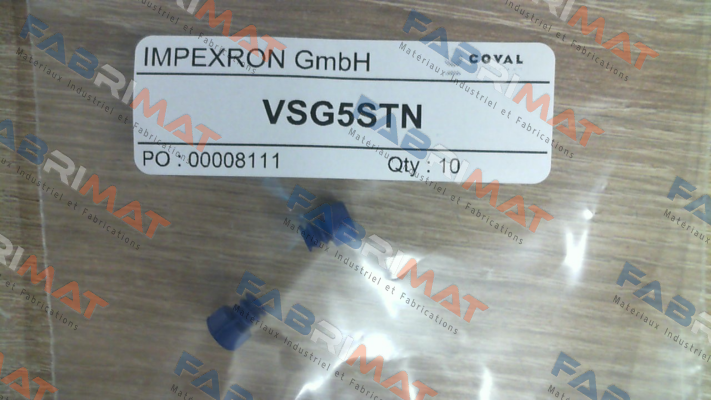 IMPEXRON GmbH
COVAL
VSG5STN
PO : 00008111
Qty : 10
FABRIMAT
Materiaux Industriel et Fabrications